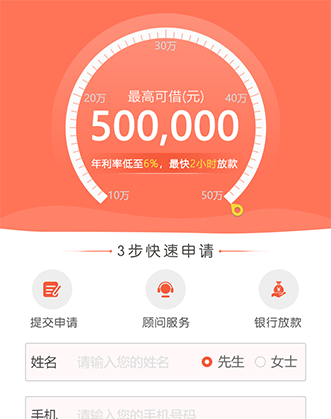 30万
20万
40万
最高可借(元)
500,000
年利率低至6%，最快2小时放款
10万
50万
3步快速申请
提交申请
顾问服务
银行放款
姓名 请输入您的姓名 先生 女士
手机 请输入您的手机号码